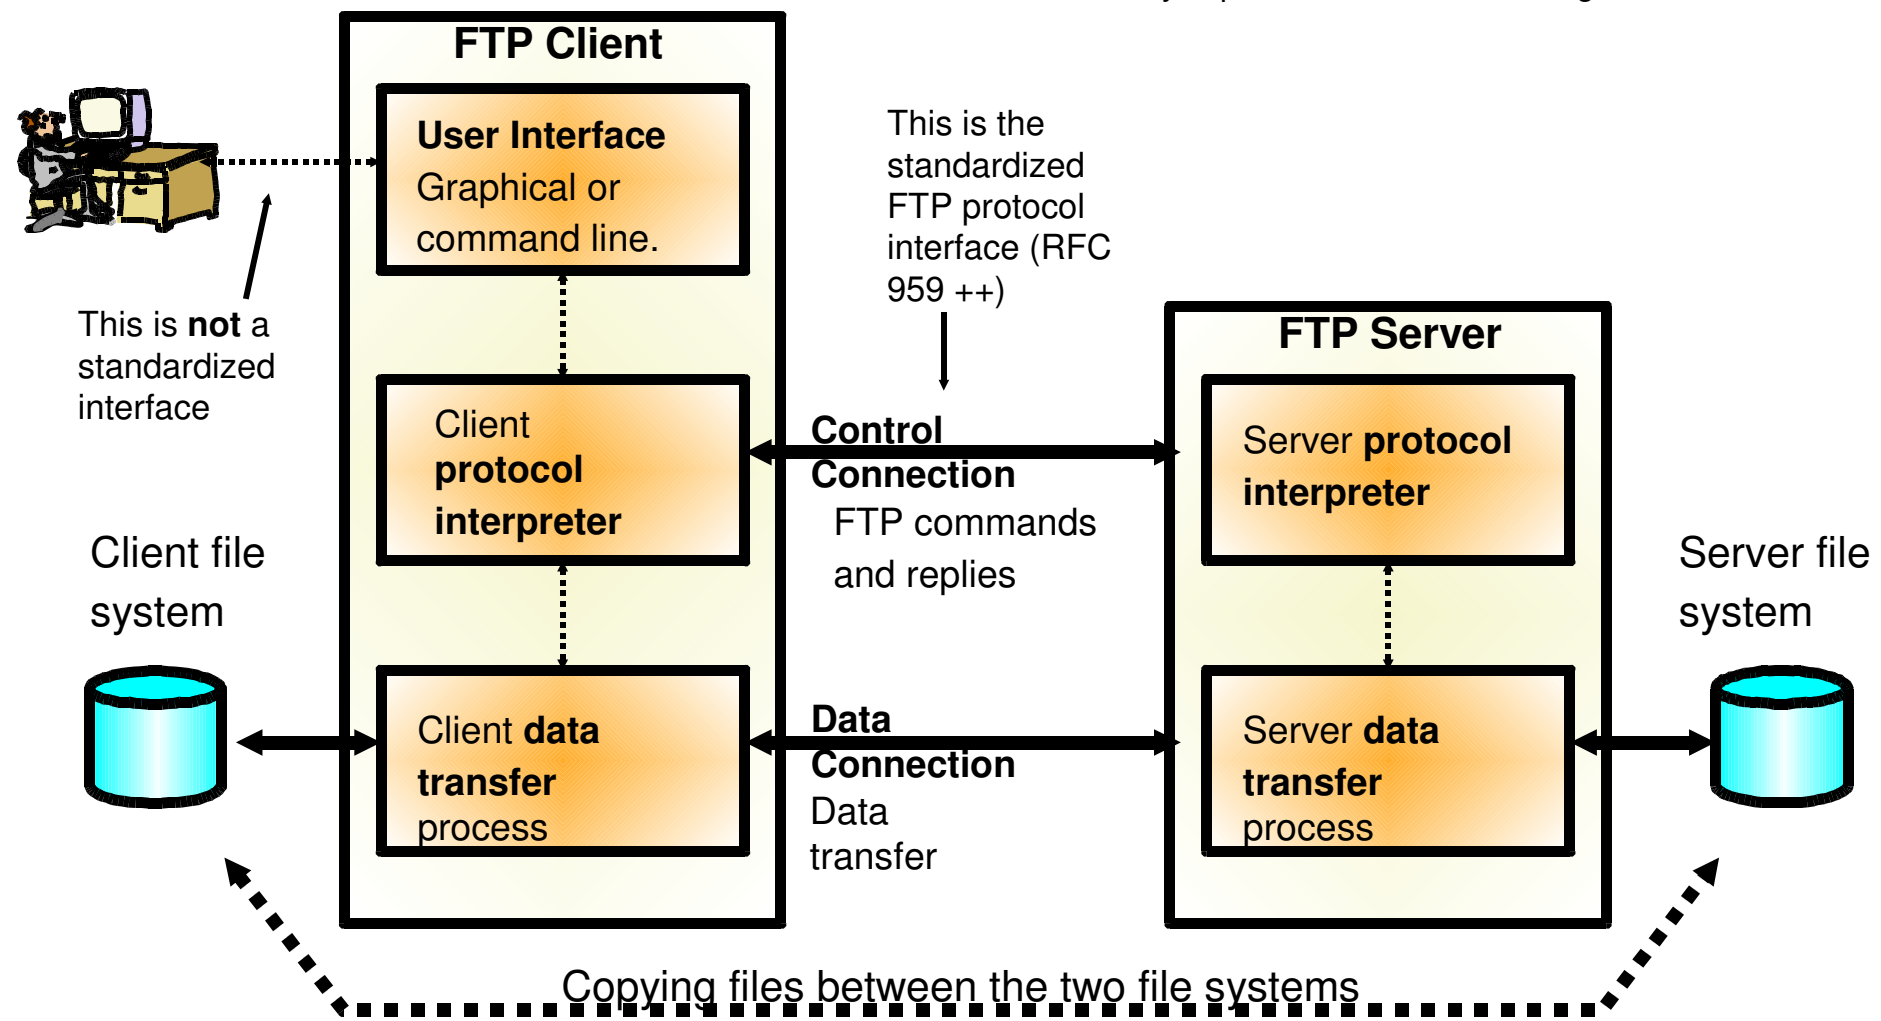 FTP Client
User Interface
Graphical or
command line.
This is the
standardized
FTP protocol
interface (RFC
959 ++)
This is not a
standardized
interface
FTP Server
Client
protocol
interpreter
Control
Connection
FTP commands
and replies
Server protocol
interpreter
Client file
system
Server file
system
Client data
transfer
process
Data
Connection
Data
transfer
Server data
transfer
process
Copying files between the two file systems